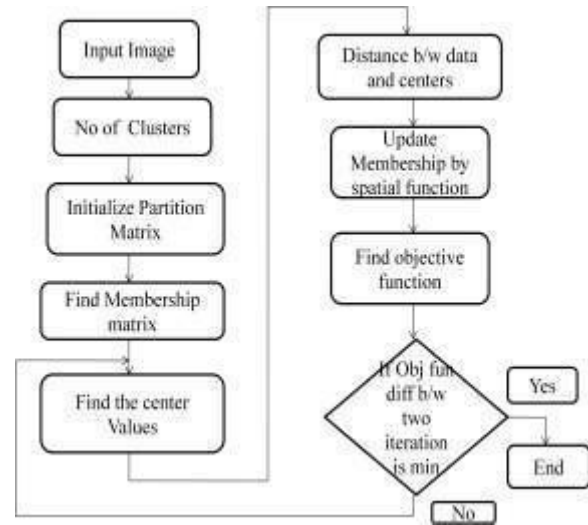 Input Image
No of Clusters
Initialize Partition
Matrix
Find Membership
matrix
Find the center
Values
Distance b/w data
and centers
Update
Membership by
spatial function
Find objective
function
If Obj fun
diff b/w
two
iteration
is min
Yes
End
No